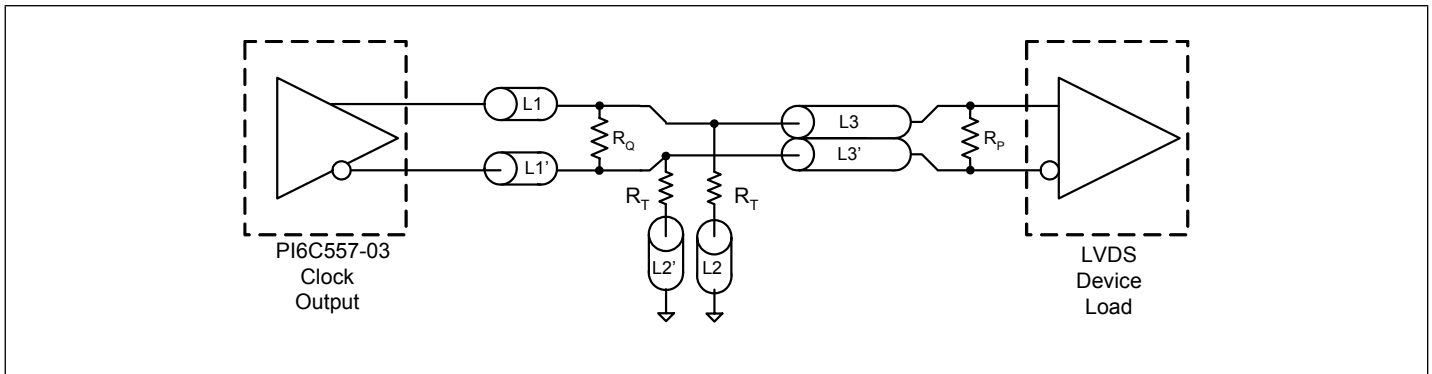 L1
L1’
R_Q
R_T
R_T
L2’
L2
L3
L3’
R_P
PI6C557-03
Clock
Output
LVDS
Device
Load